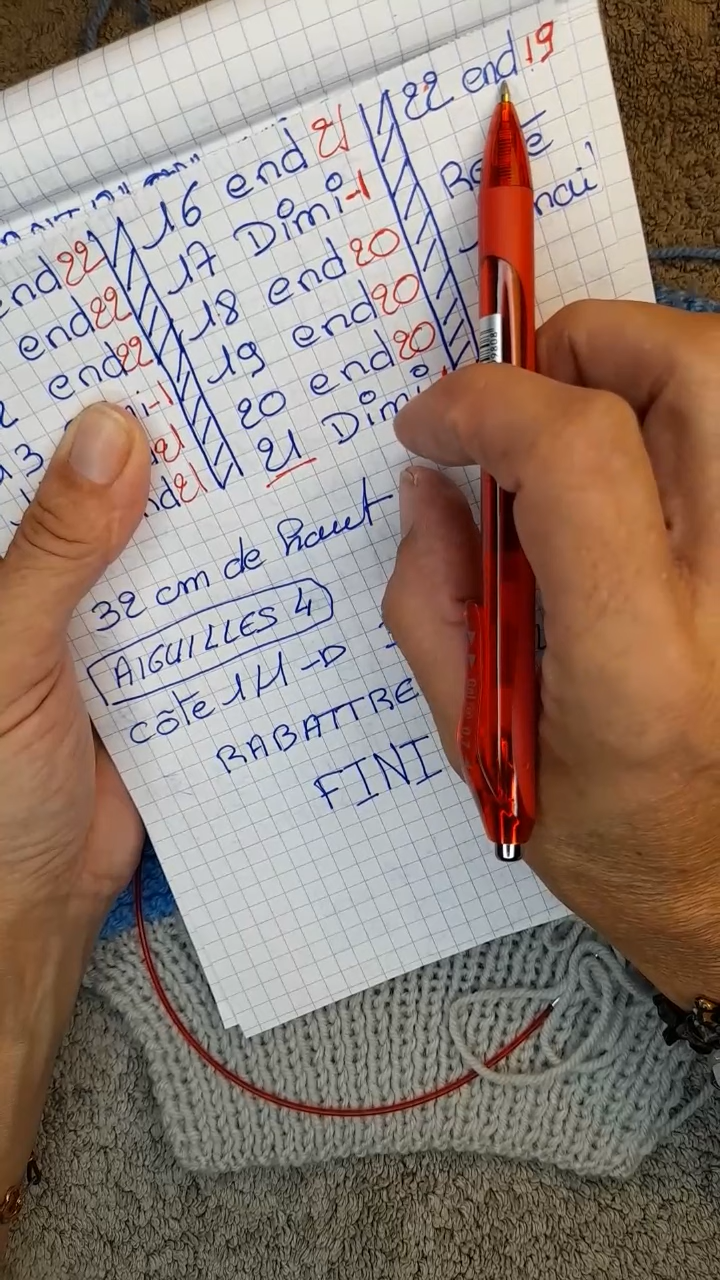 end 22
end 22
end 22
-1
21
end 21
16 end 21
17 Dimi -1
18 end 20
19 end 20
20 end 20
21 Dimi
22 end 19
32 cm de haut
AIGUILLES 4
côte 1/1
RABATTRE
FINI